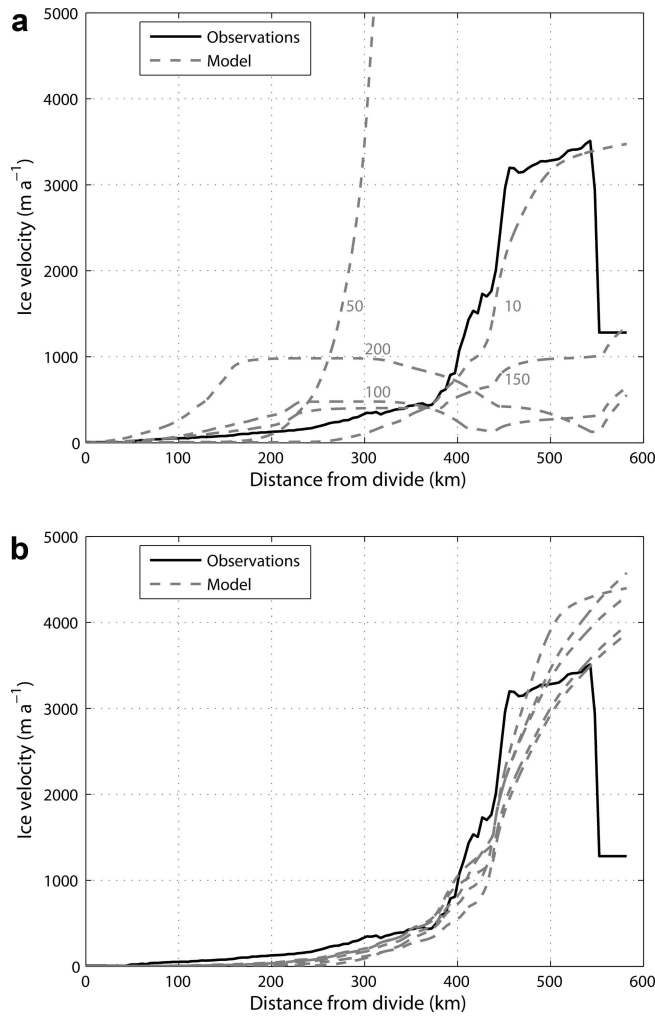 a
5000
4000
3000
2000
1000
0
Ice velocity (m a⁻¹)
Observations
Model
50
10
200
100
150
0 100 200 300 400 500 600
Distance from divide (km)
b
5000
4000
3000
2000
1000
0
Ice velocity (m a⁻¹)
Observations
Model
0 100 200 300 400 500 600
Distance from divide (km)